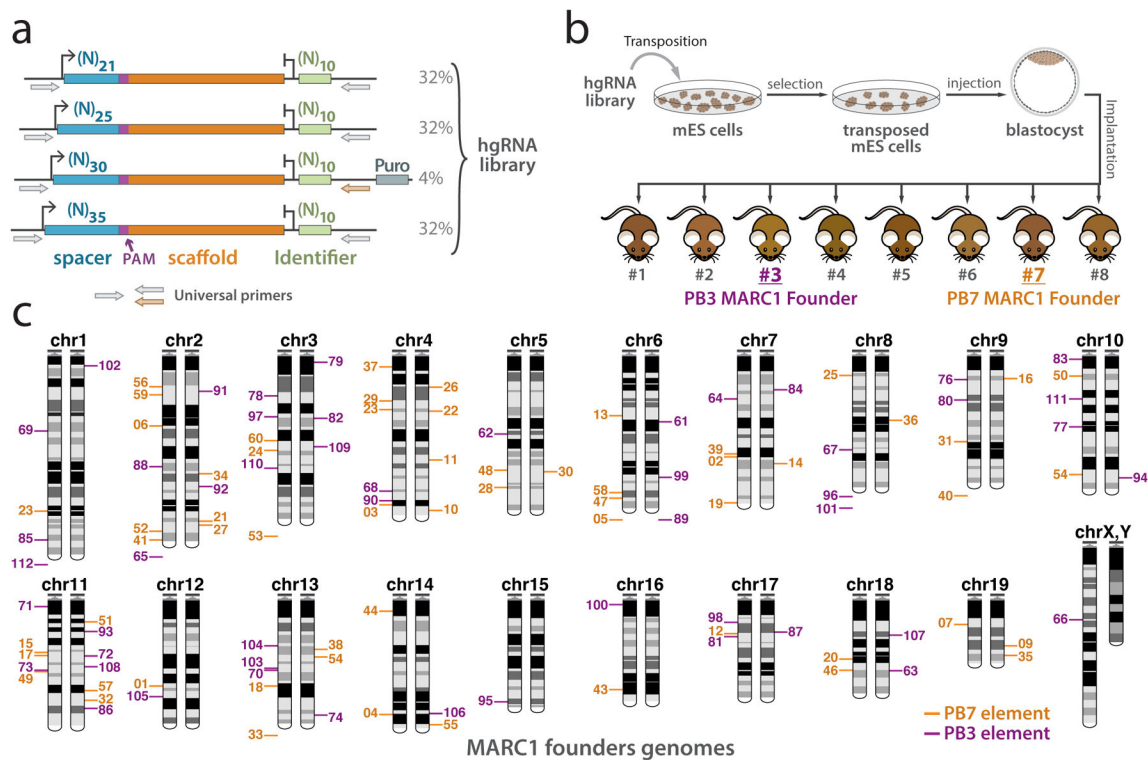 a
(N)21
(N)10
32%
(N)25
(N)10
32%
(N)30
(N)10
Puro
4%
(N)35
(N)10
32%
hgRNA
library
spacer
PAM
scaffold
Identifier
Universal primers
b
Transposition
hgRNA
library
mES cells
selection
transposed
mES cells
injection
blastocyst
Implantation
#1 #2 #3 #4 #5 #6 #7 #8
PB3 MARC1 Founder PB7 MARC1 Founder
c
chr1
102
69
23
85
112
chr2
56
59
91
06
88
34
92
21
27
52
41
65
chr3
79
78
97
82
60
24
109
110
53
chr4
37
26
29
23
22
11
68
90
03
10
chr5
62
48
30
28
chr6
13
61
99
58
47
05
89
chr7
84
64
39
02
14
19
chr8
25
36
67
96
101
chr9
76
16
80
31
40
chr10
83
50
111
77
54
94
chr11
71
51
93
15
17
72
73
108
49
57
32
86
chr12
01
105
chr13
104
38
54
103
70
18
74
33
chr14
44
04
106
55
chr15
95
chr16
100
43
chr17
98
12
87
81
chr18
107
20
46
63
chr19
07
09
35
chrX,Y
66
PB7 element
PB3 element
MARC1 founders genomes